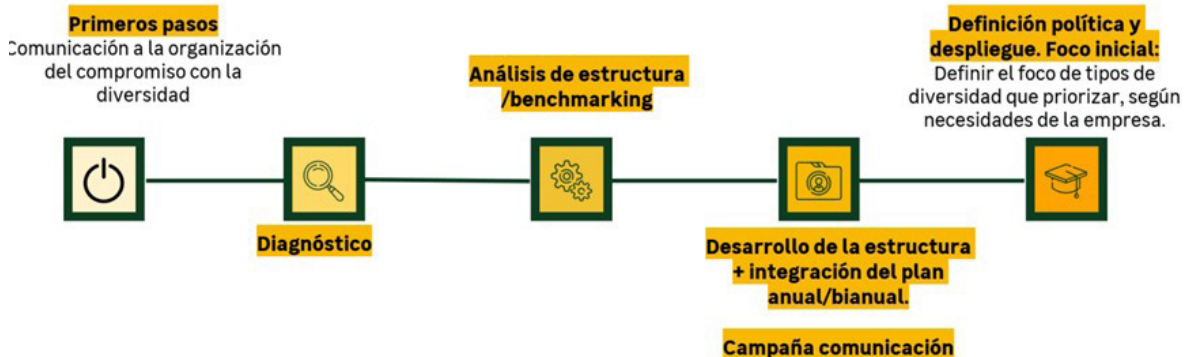 Primeros pasos
Comunicación a la organización
del compromiso con la
diversidad
Diagnóstico
Análisis de estructura
/benchmarking
Desarrollo de la estructura
+ integración del plan
anual/bianual.
Campaña comunicación
Definición política y
despliegue. Foco inicial:
Definir el foco de tipos de
diversidad que priorizar, según
necesidades de la empresa.